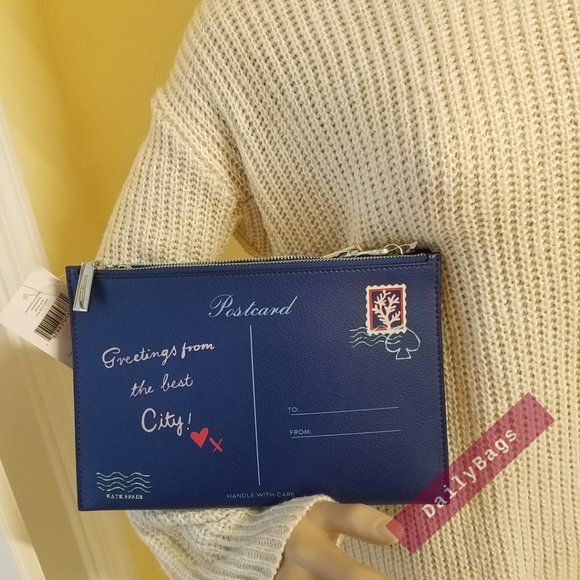 Postcard
Greetings from
the best
City!
TO:
FROM:
KATE SPADE
HANDLE WITH CARE
DailyBags